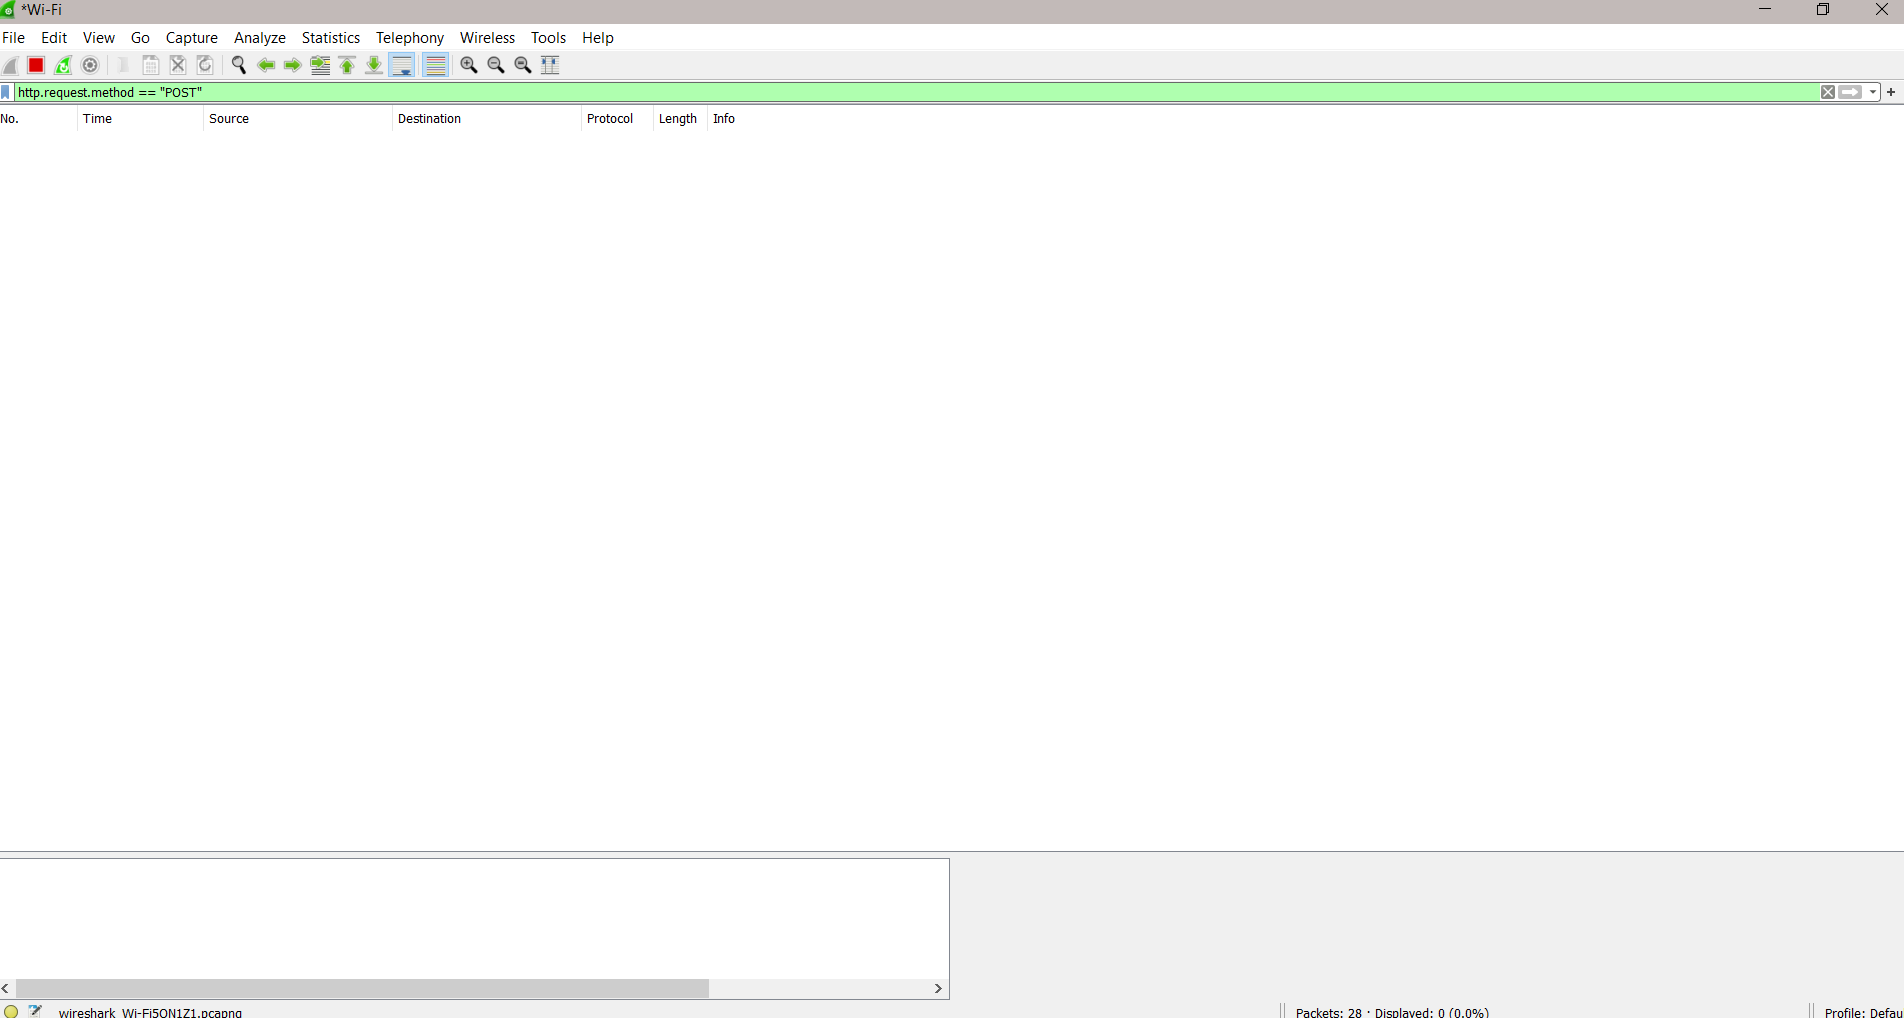 *Wi-Fi
File Edit View Go Capture Analyze Statistics Telephony Wireless Tools Help
http.request.method == "POST"
No. Time Source Destination Protocol Length Info
wireshark_Wi-Fi5ON1Z1.pcapng Packets: 28 · Displayed: 0 (0.0%) Profile: Defau